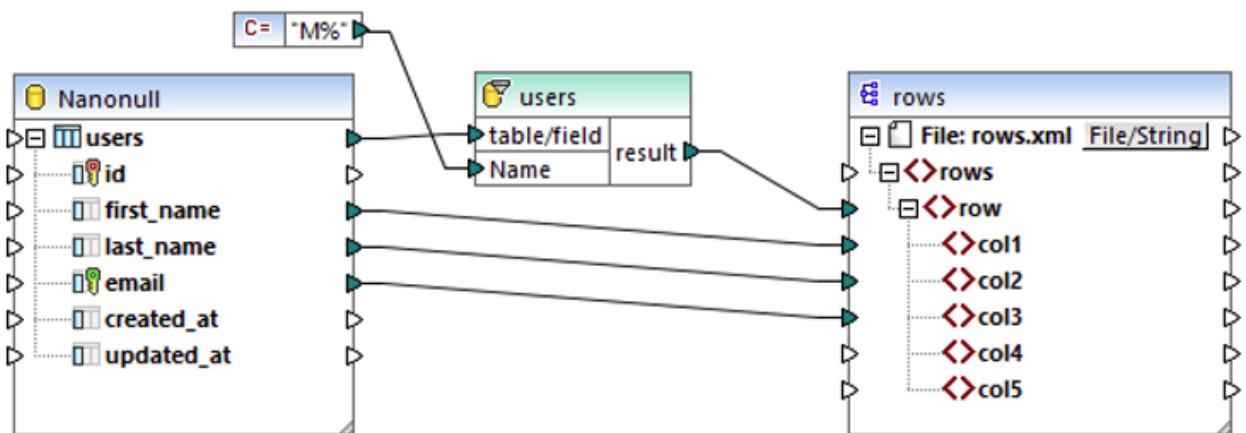 C= "M%"
Nanonull
users
id
first_name
last_name
email
created_at
updated_at
users
table/field
Name
result
rows
File: rows.xml File/String
rows
row
col1
col2
col3
col4
col5